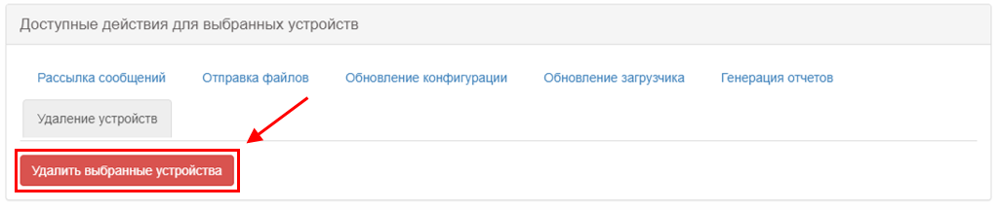 Доступные действия для выбранных устройств
Рассылка сообщений Отправка файлов Обновление конфигурации Обновление загрузчика Генерация отчетов
Удаление устройств
Удалить выбранные устройства